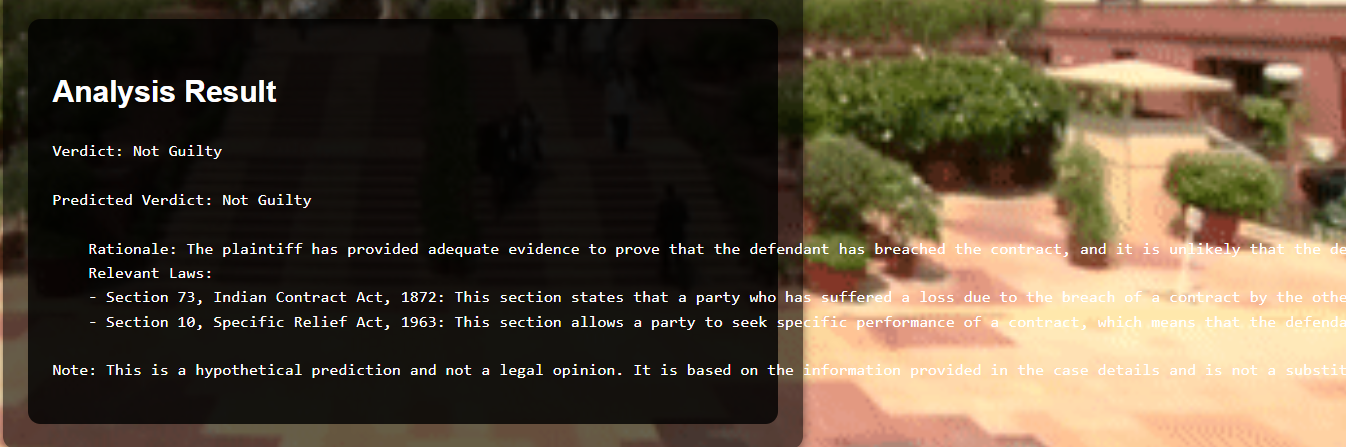 Analysis Result
Verdict: Not Guilty
Predicted Verdict: Not Guilty
Rationale: The plaintiff has provided adequate evidence to prove that the defendant has breached the contract, and it is unlikely that the de
Relevant Laws:
- Section 73, Indian Contract Act, 1872: This section states that a party who has suffered a loss due to the breach of a contract by the othe
- Section 10, Specific Relief Act, 1963: This section allows a party to seek specific performance of a contract, which means that the defenda
Note: This is a hypothetical prediction and not a legal opinion. It is based on the information provided in the case details and is not a substit